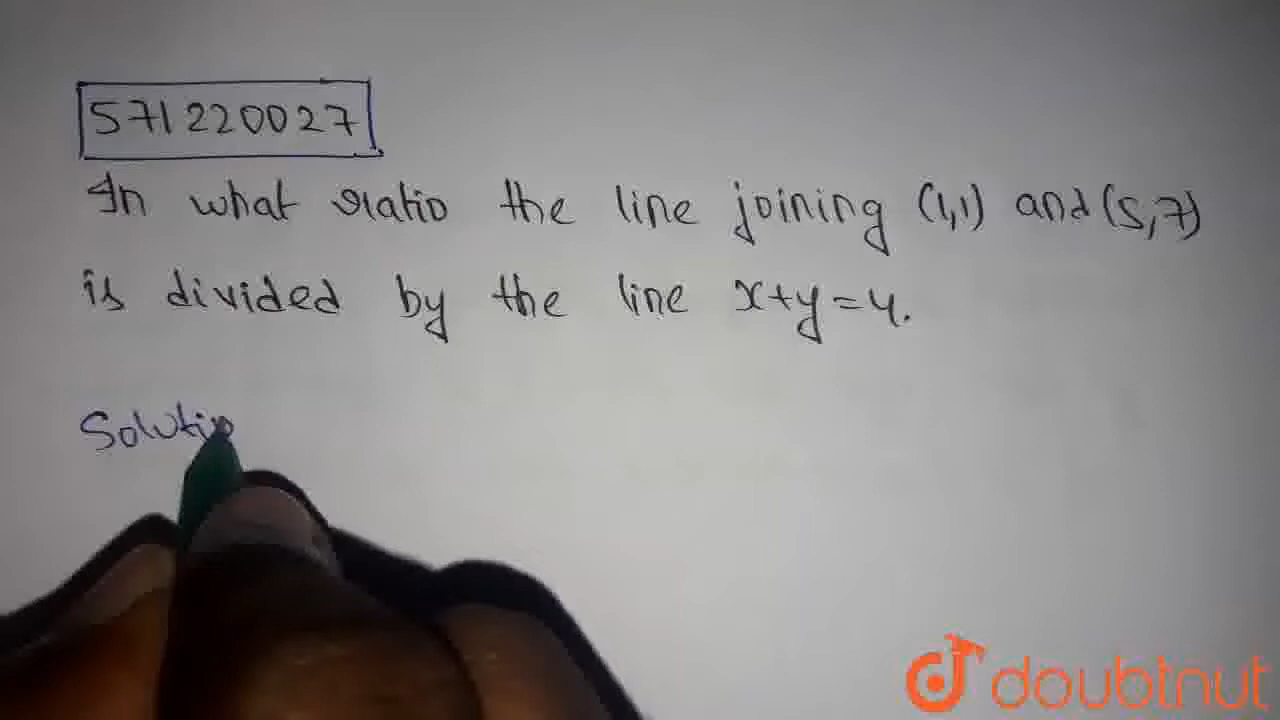 571220027
In what ratio the line joining (1,1) and (5,7)
is divided by the line x+y=4.
Solutio
doubtnut